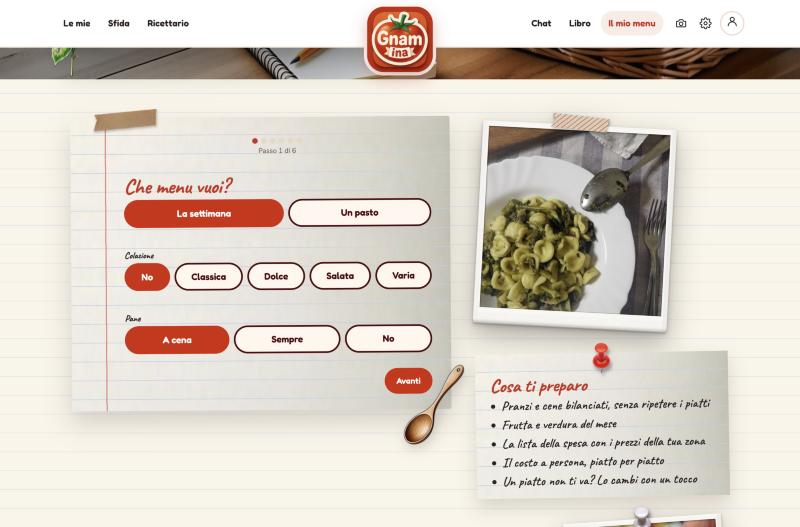 Le mie
Sfida
Ricettario
Gnam
ina
Chat
Libro
Il mio menu
Passo 1 di 6
Che menu vuoi?
La settimana
Un pasto
Colazione
No
Classica
Dolce
Salata
Varia
Pane
A cena
Sempre
No
Avanti
Cosa ti preparo
• Pranzi e cene bilanciati, senza ripetere i piatti
• Frutta e verdura del mese
• La lista della spesa con i prezzi della tua zona
• Il costo a persona, piatto per piatto
• Un piatto non ti va? Lo cambi con un tocco